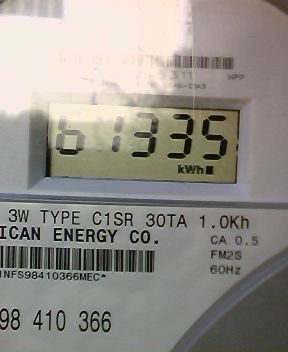 61335
kWh
3W TYPE C1SR 30TA 1.0Kh
ICAN ENERGY CO.
CA 0.5
FM2S
60Hz
1NFS98410366MEC*
98 410 366